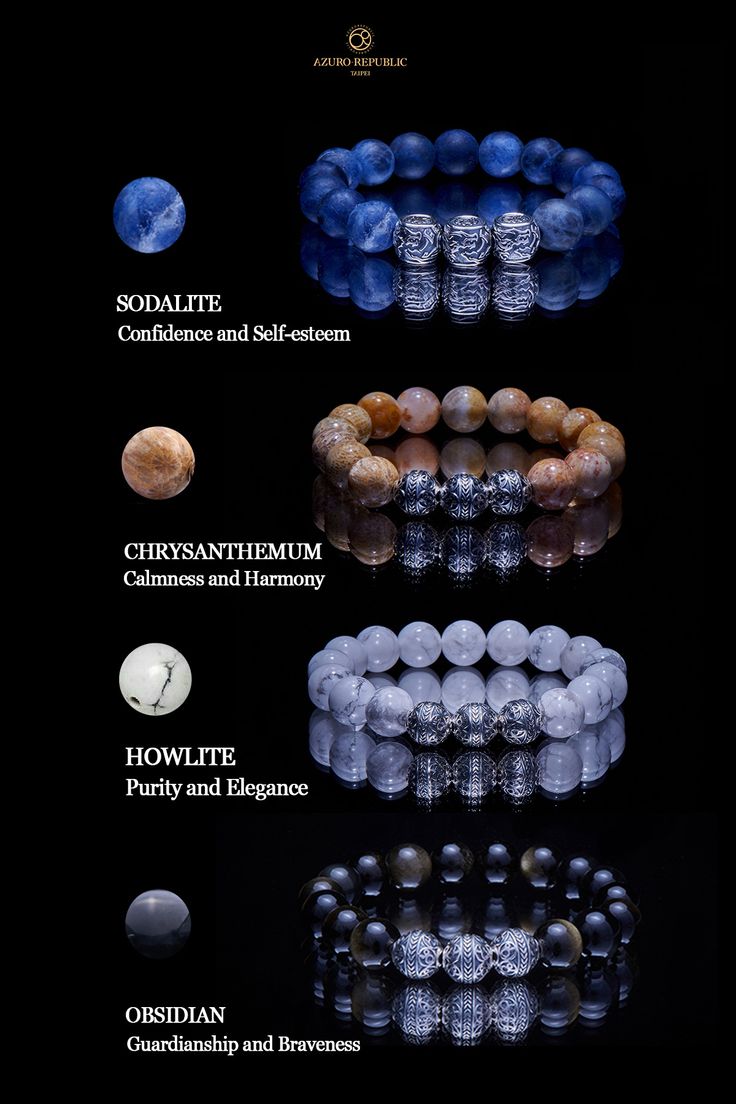 AZURO·REPUBLIC
TAIPEI
SODALITE
Confidence and Self-esteem
CHRYSANTHEMUM
Calmness and Harmony
HOWLITE
Purity and Elegance
OBSIDIAN
Guardianship and Braveness